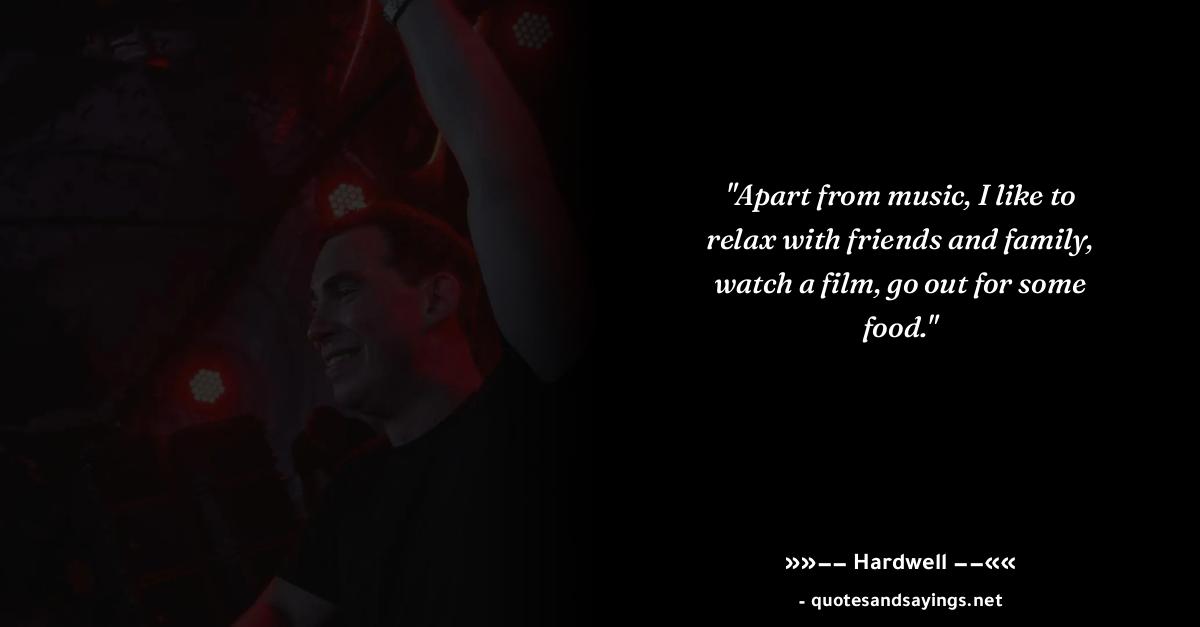 "Apart from music, I like to
relax with friends and family,
watch a film, go out for some
food."
»»–– Hardwell ––««
- quotesandsayings.net